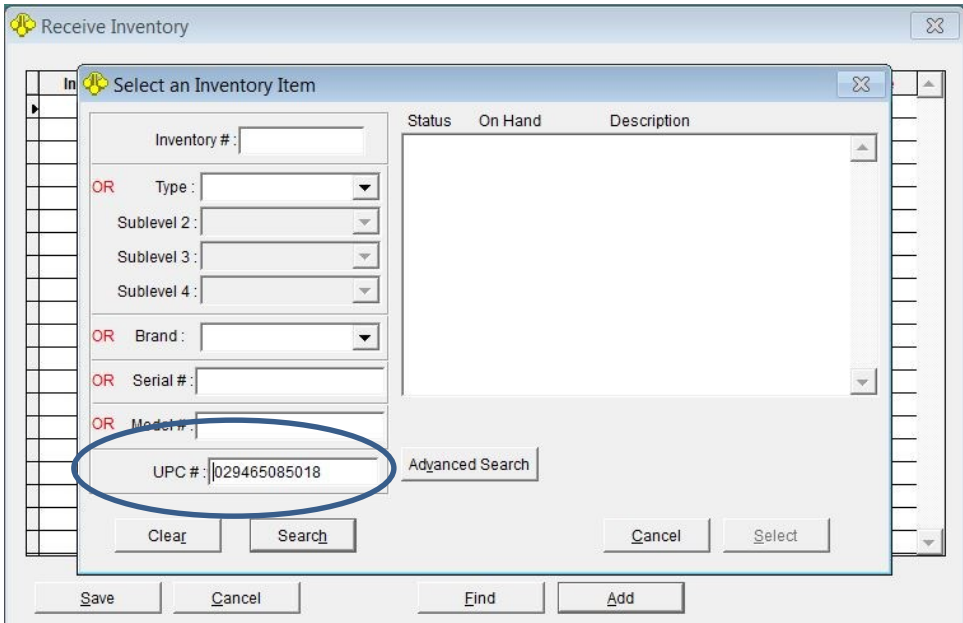 Receive Inventory
In
Select an Inventory Item
Inventory # :
OR Type :
Sublevel 2 :
Sublevel 3 :
Sublevel 4 :
OR Brand :
OR Serial # :
OR Model # :
UPC # : 029465085018
Clear Search
Status On Hand Description
Advanced Search
Cancel Select
Save Cancel Find Add